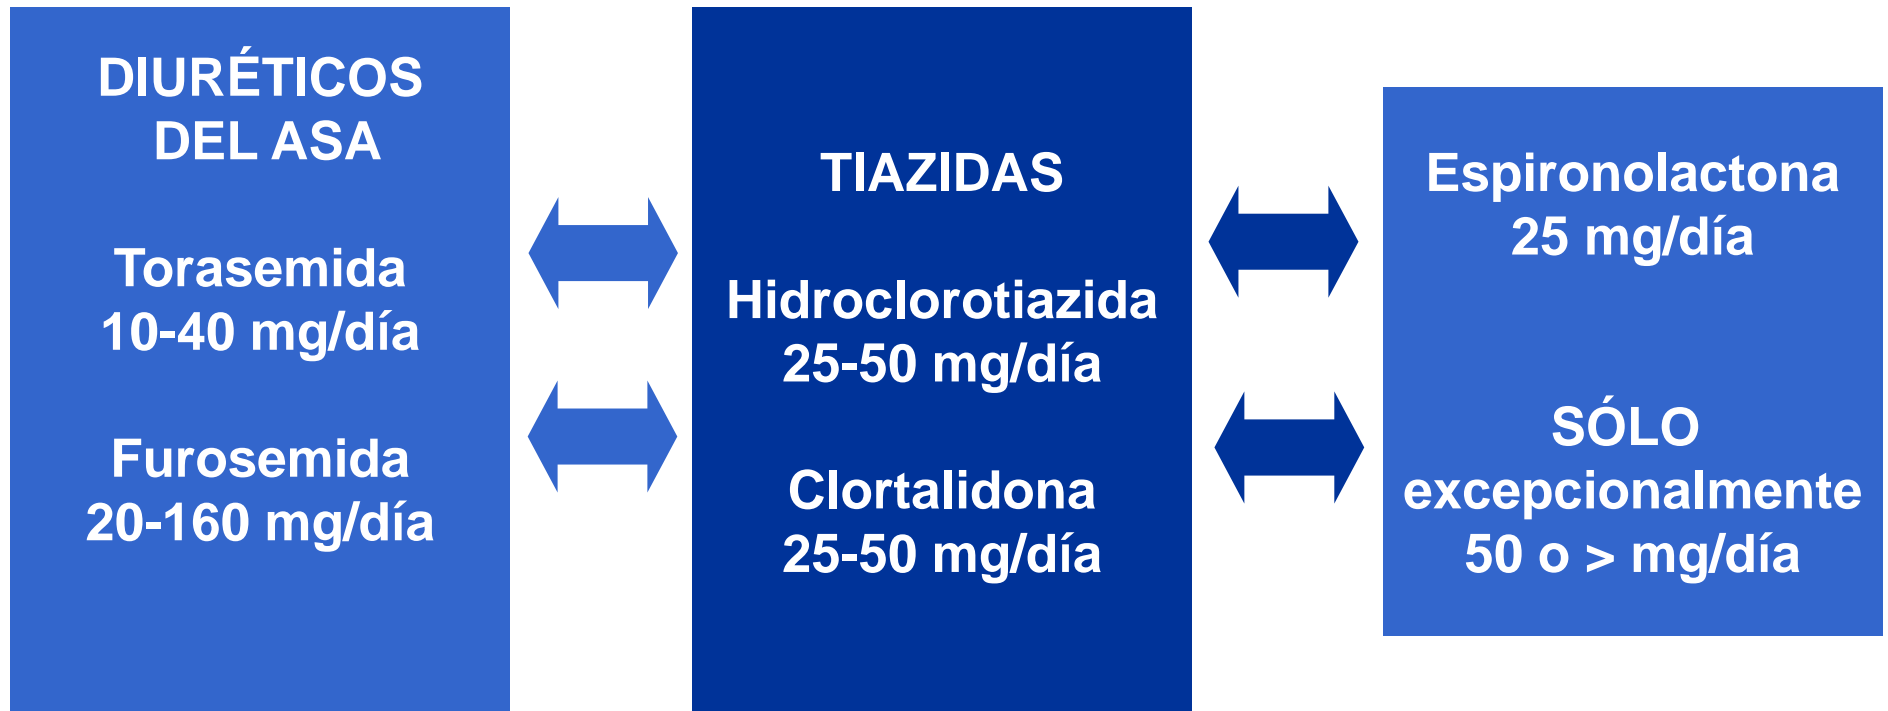 DIURÉTICOS
DEL ASA
Torasemida
10-40 mg/día
Furosemida
20-160 mg/día
TIAZIDAS
Hidroclorotiazida
25-50 mg/día
Clortalidona
25-50 mg/día
Espironolactona
25 mg/día
SÓLO
excepcionalmente
50 o > mg/día